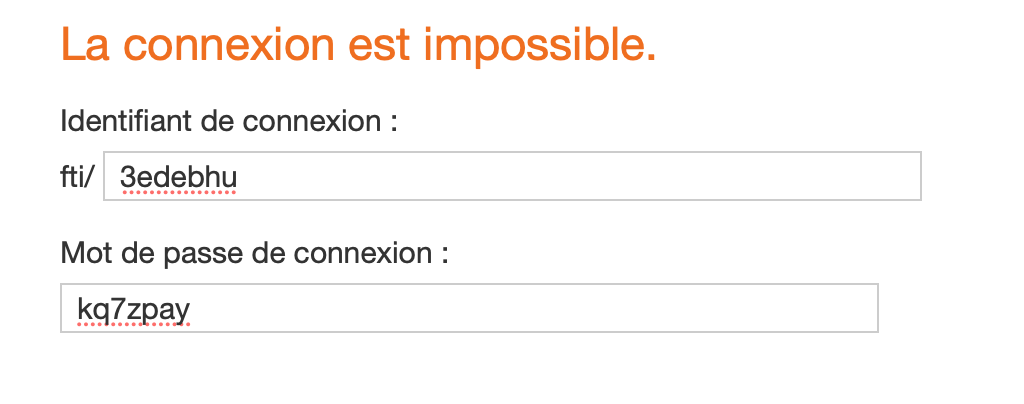 La connexion est impossible.
Identifiant de connexion :
fti/ 3edebhu
Mot de passe de connexion :
kq7zpay